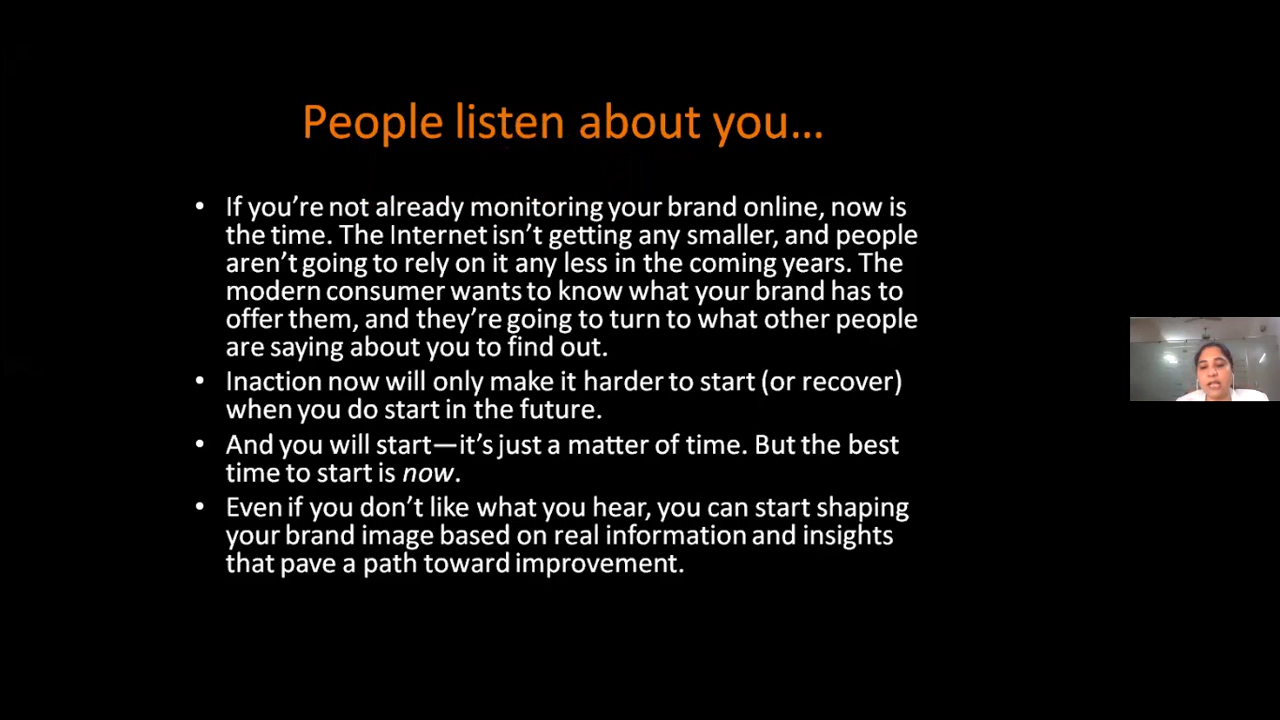 People listen about you...
• If you're not already monitoring your brand online, now is
the time. The Internet isn't getting any smaller, and people
aren't going to rely on it any less in the coming years. The
modern consumer wants to know what your brand has to
offer them, and they're going to turn to what other people
are saying about you to find out.
• Inaction now will only make it harder to start (or recover)
when you do start in the future.
• And you will start—it's just a matter of time. But the best
time to start is now.
• Even if you don't like what you hear, you can start shaping
your brand image based on real information and insights
that pave a path toward improvement.